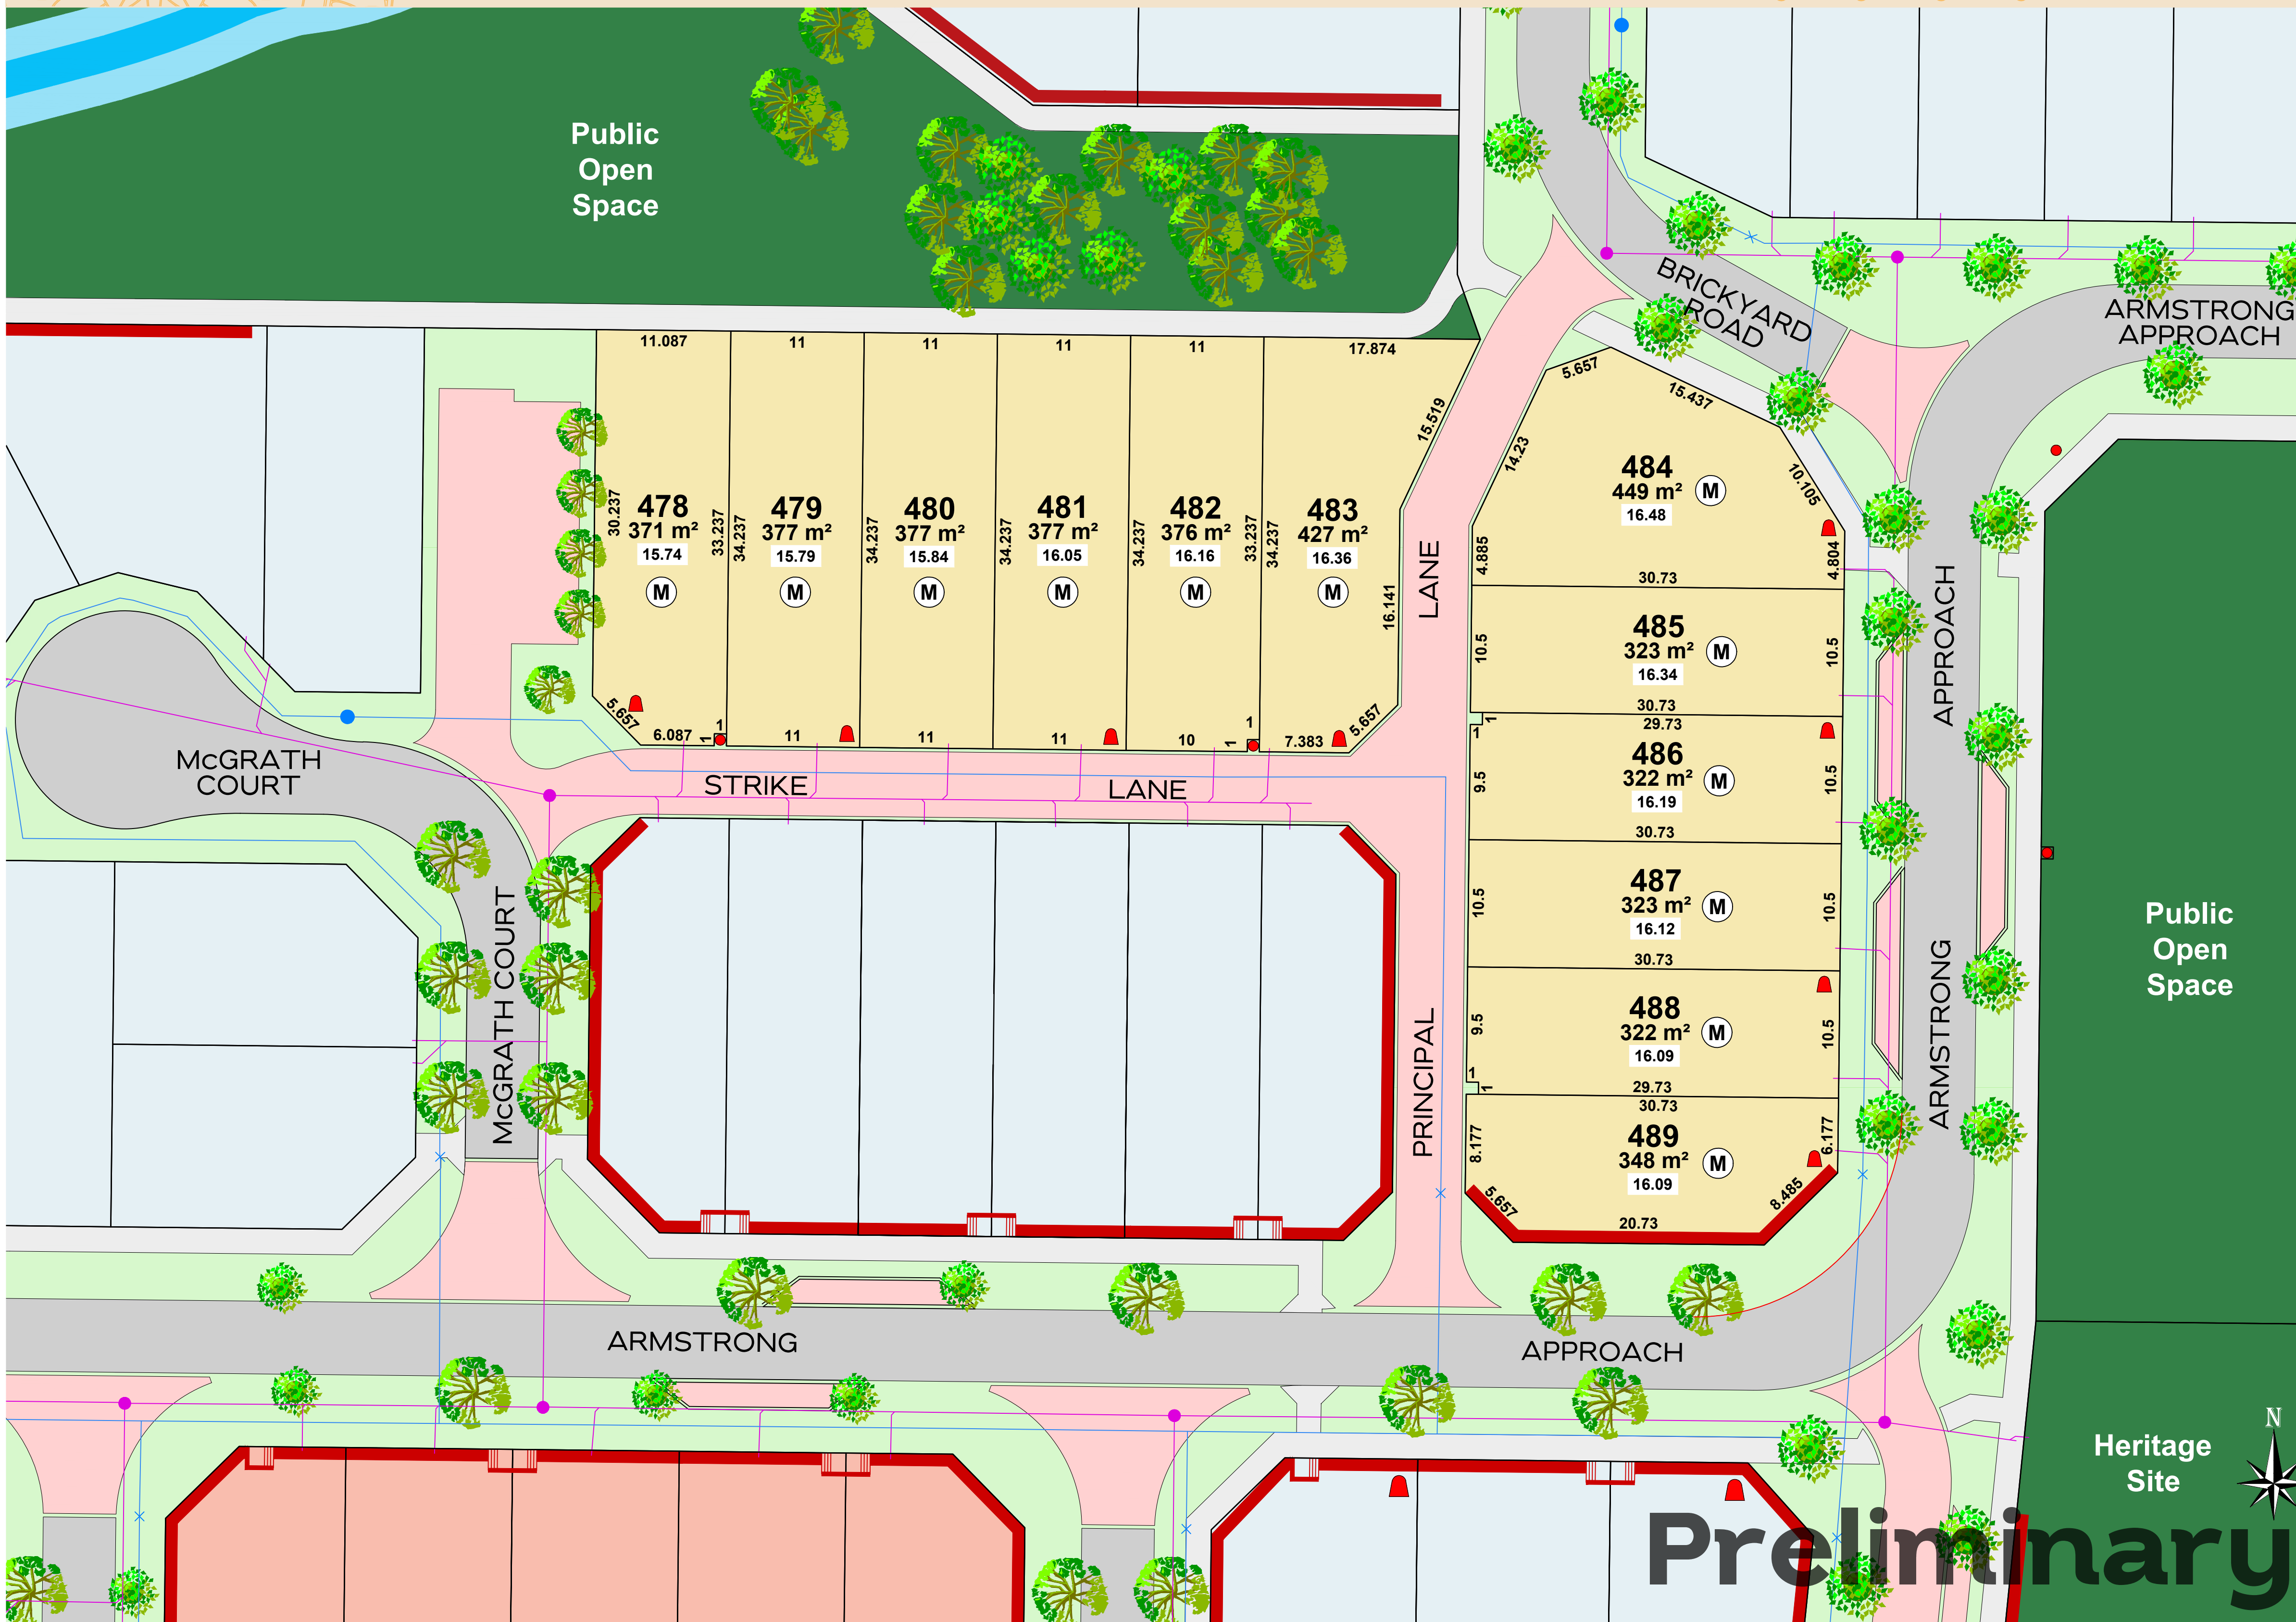 Public
Open
Space
BRICKYARD
ROAD
ARMSTRONG
APPROACH
11.087
11
11
11
11
17.874
15.519
5.657
15.437
14.23
10.105
484
449 m²
M
16.48
4.885
4.804
30.73
478
371 m²
15.74
M
30.237
33.237
479
377 m²
15.79
M
34.237
34.237
480
377 m²
15.84
M
34.237
481
377 m²
16.05
M
34.237
482
376 m²
16.16
M
33.237
483
427 m²
16.36
M
34.237
16.141
5.657
6.087
1
1
11
11
11
10
1
1
7.383
5.657
LANE
PRINCIPAL
485
323 m²
M
16.34
10.5
10.5
30.73
29.73
1
1
486
322 m²
M
16.19
9.5
10.5
30.73
487
323 m²
M
16.12
10.5
10.5
30.73
488
322 m²
M
16.09
9.5
10.5
1
1
29.73
30.73
489
348 m²
M
16.09
8.177
6.177
5.657
8.485
20.73
APPROACH
ARMSTRONG
McGRATH
COURT
STRIKE LANE
McGRATH COURT
Public
Open
Space
ARMSTRONG APPROACH
Heritage
Site
N
Preliminary